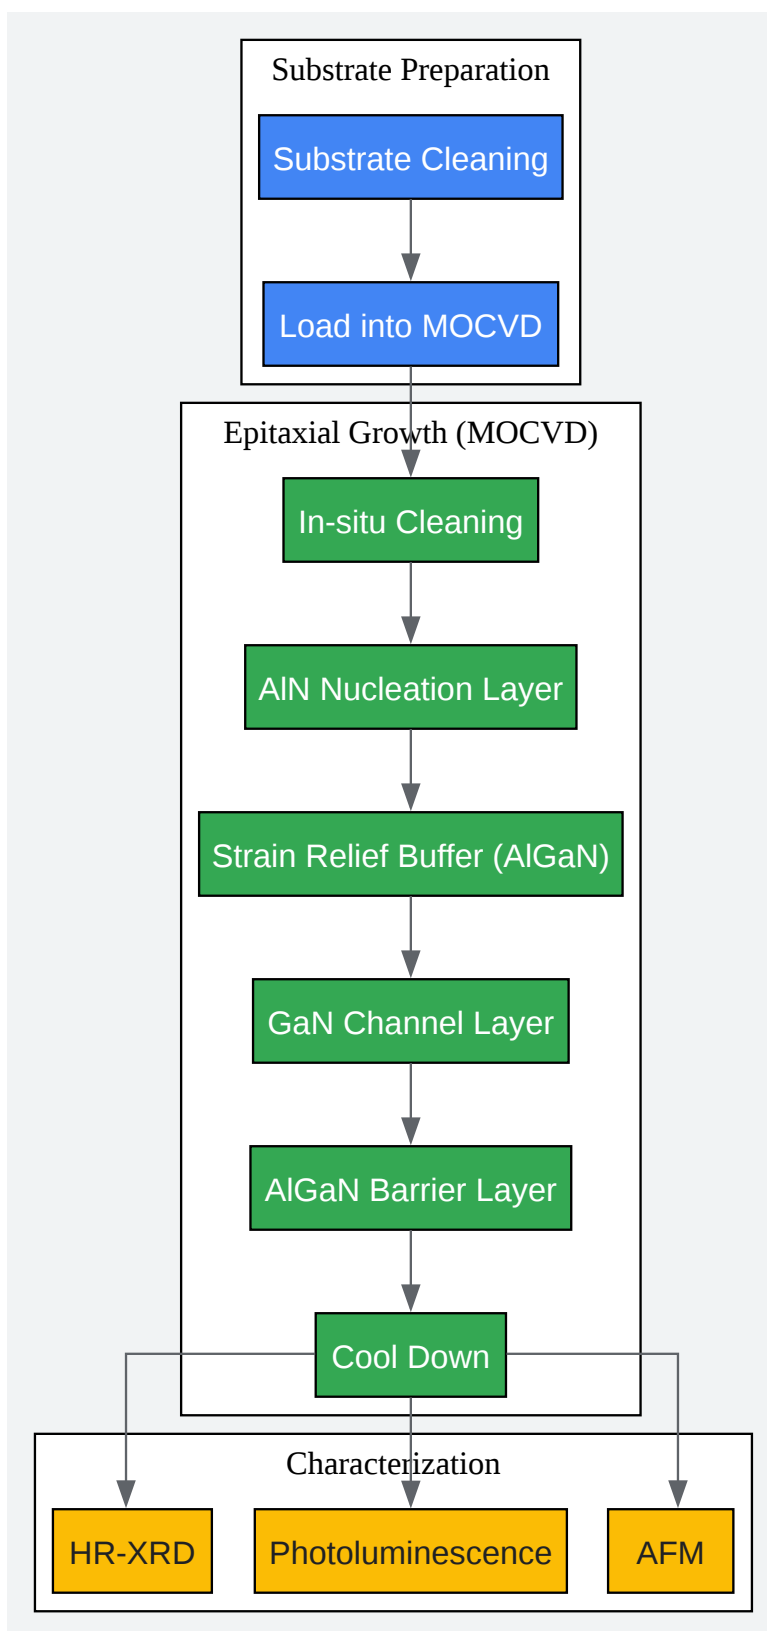 Substrate Preparation
Substrate Cleaning
Load into MOCVD
Epitaxial Growth (MOCVD)
In-situ Cleaning
AlN Nucleation Layer
Strain Relief Buffer (AlGaN)
GaN Channel Layer
AlGaN Barrier Layer
Cool Down
Characterization
HR-XRD
Photoluminescence
AFM